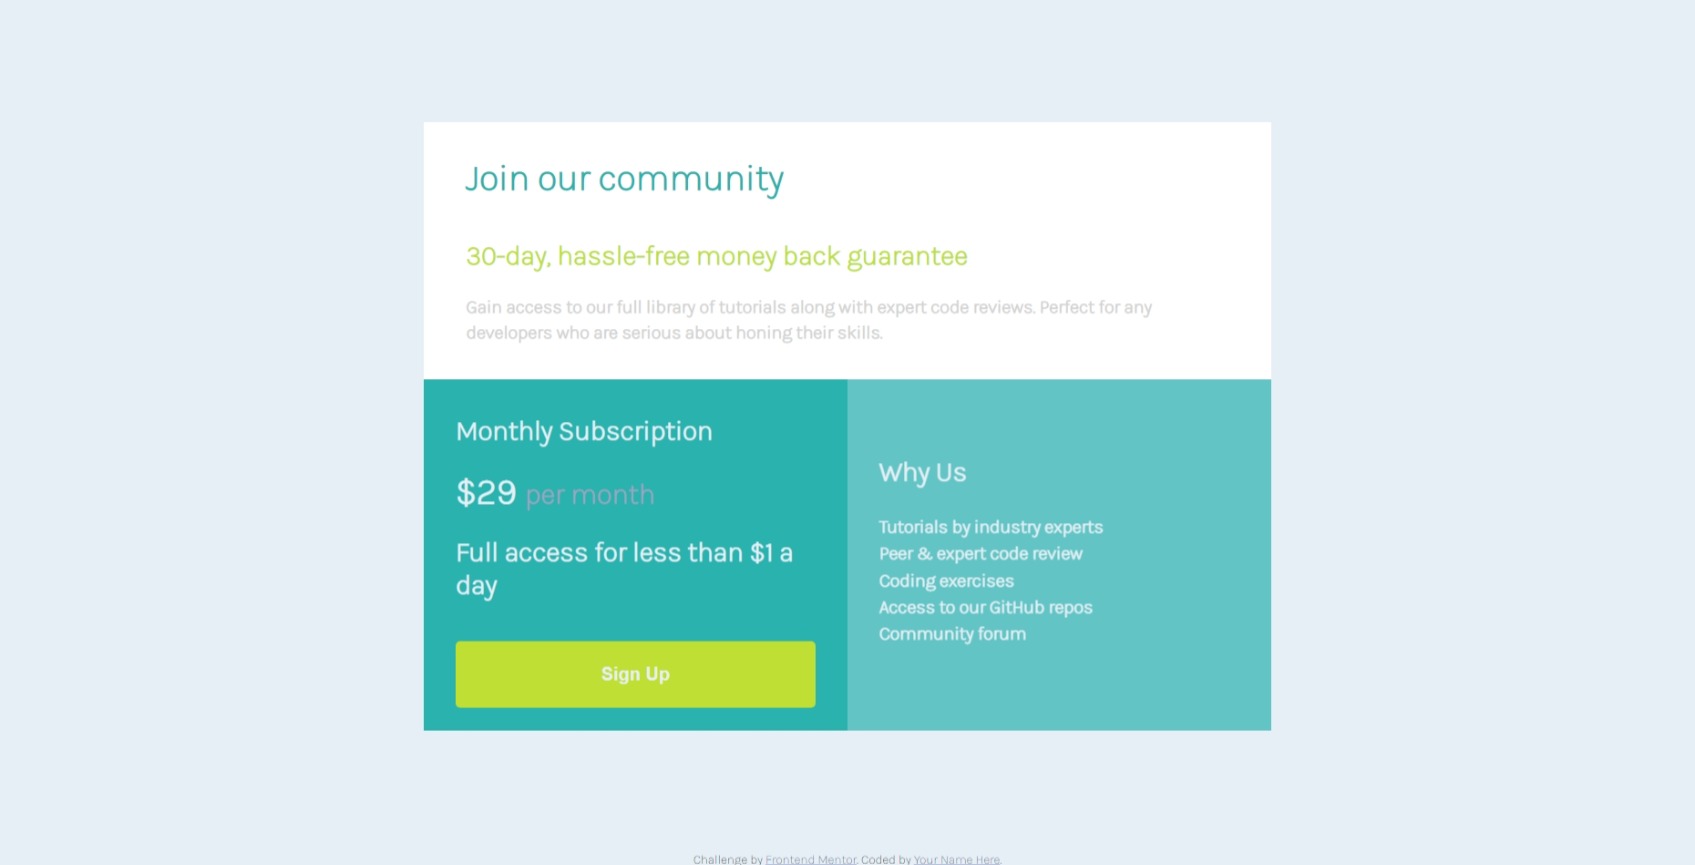 Join our community
30-day, hassle-free money back guarantee
Gain access to our full library of tutorials along with expert code reviews. Perfect for any
developers who are serious about honing their skills.
Monthly Subscription
$29 per month
Full access for less than $1 a
day
Sign Up
Why Us
Tutorials by industry experts
Peer & expert code review
Coding exercises
Access to our GitHub repos
Community forum
Challenge by Frontend Mentor. Coded by Your Name Here.